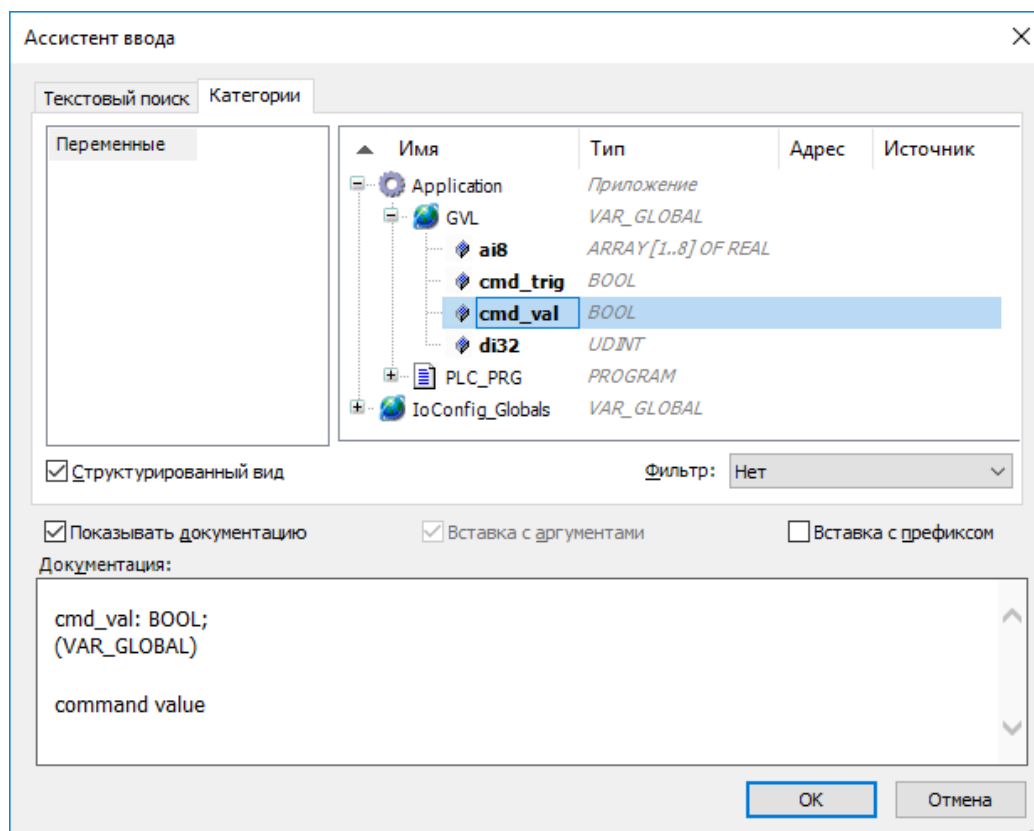 Ассистент ввода
Текстовый поиск Категории
Переменные
Имя Тип Адрес Источник
Application Приложение
GVL VAR_GLOBAL
ai8 ARRAY [1..8] OF REAL
cmd_trig BOOL
cmd_val BOOL
di32 UDINT
PLC_PRG PROGRAM
IoConfig_Globals VAR_GLOBAL
Структурированный вид Фильтр: Нет
Показывать документацию Вставка с аргументами Вставка с префиксом
Документация:
cmd_val: BOOL;
(VAR_GLOBAL)
command value
OK Отмена